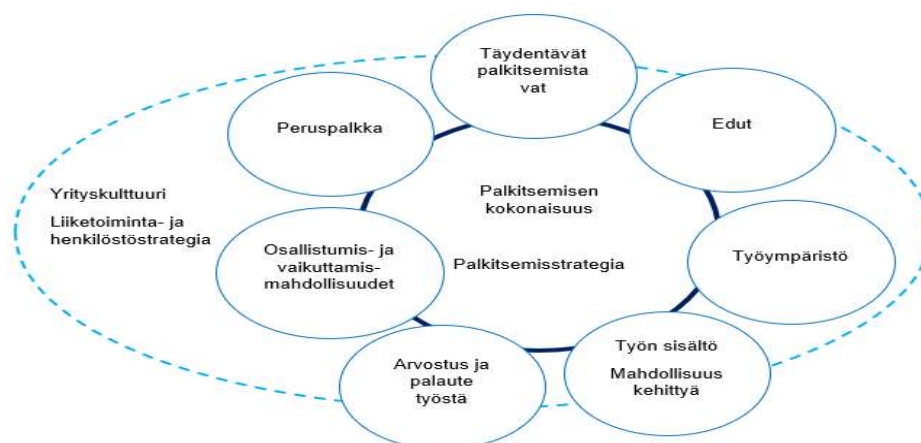 Täydentävät
palkitsemista
vat
Peruspalkka
Edut
Yrityskulttuuri
Liiketoiminta- ja
henkilöstöstrategia
Palkitsemisen
kokonaisuus
Palkitsemisstrategia
Osallistumis- ja
vaikuttamis-
mahdollisuudet
Työympäristö
Arvostus ja
palaute
työstä
Työn sisältö
Mahdollisuus
kehittyä